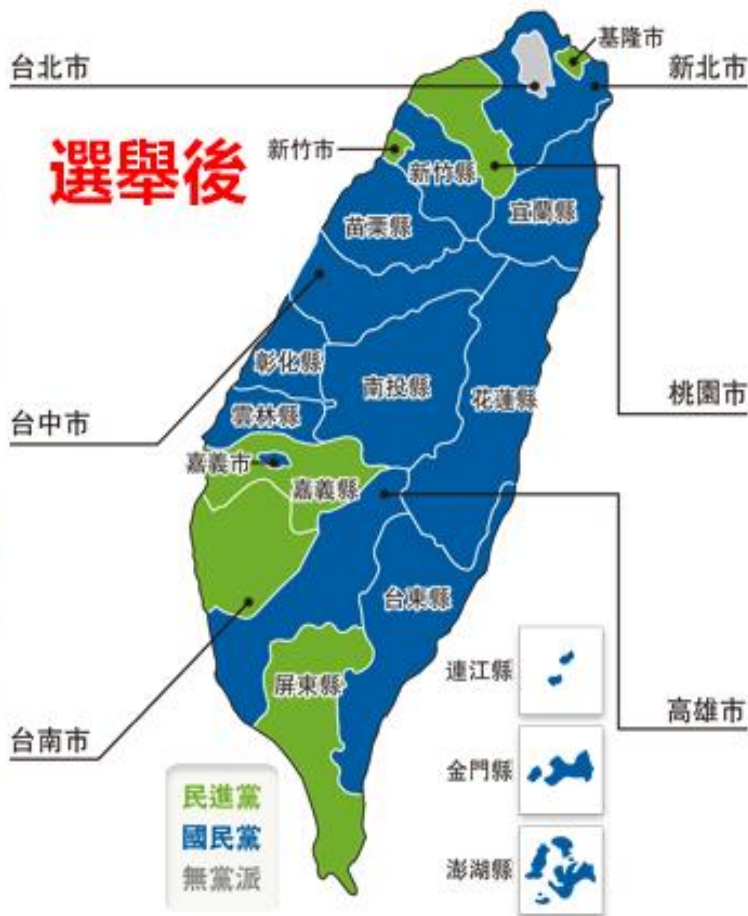 基隆市
台北市
新北市
選舉後
新竹市
新竹縣
苗栗縣
宜蘭縣
彰化縣
南投縣
花蓮縣
桃園市
雲林縣
台中市
嘉義市
嘉義縣
台東縣
連江縣
屏東縣
高雄市
台南市
金門縣
民進黨
國民黨
無黨派
澎湖縣